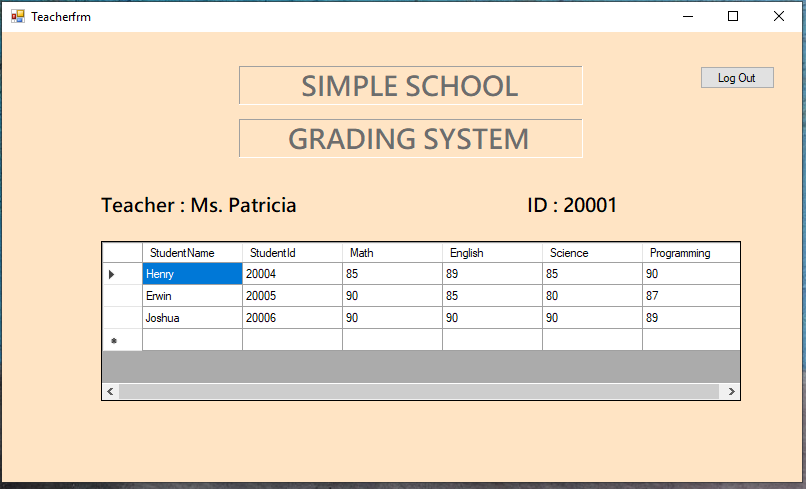 Teacherfrm
SIMPLE SCHOOL
Log Out
GRADING SYSTEM
Teacher : Ms. Patricia ID : 20001
StudentName StudentId Math English Science Programming
Henry 20004 85 89 85 90
Erwin 20005 90 85 80 87
Joshua 20006 90 90 90 89